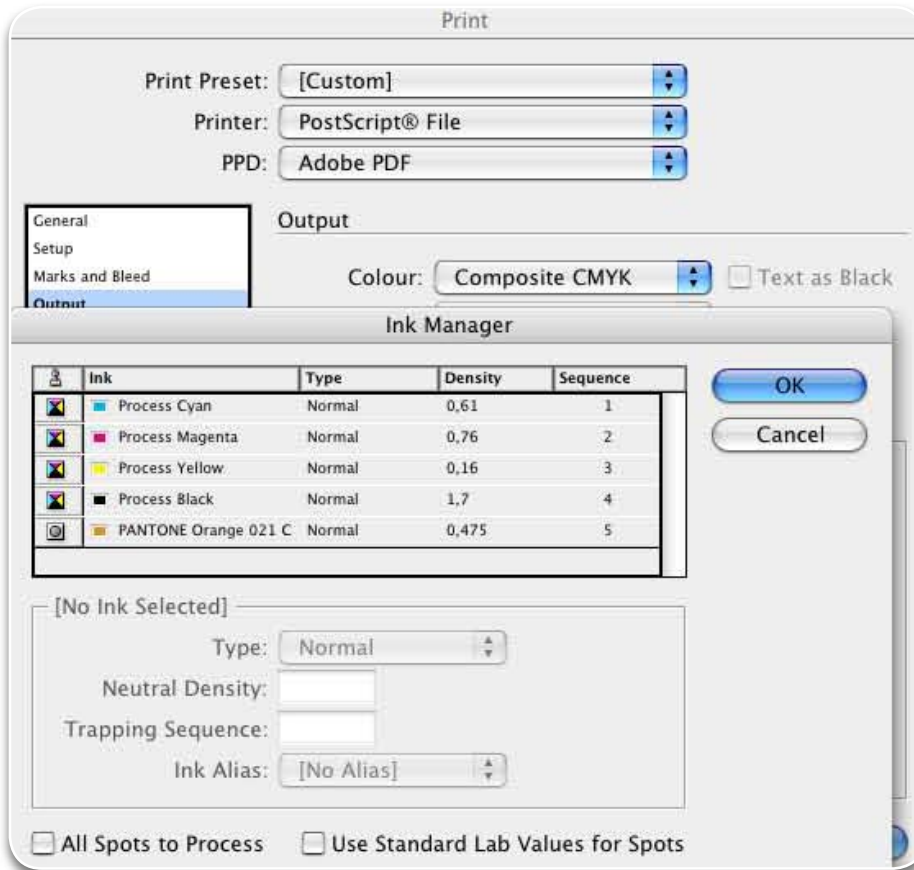 Print
Print Preset: [Custom]
Printer: PostScript® File
PPD: Adobe PDF
General
Setup
Marks and Bleed
Output
Output
Colour: Composite CMYK Text as Black
Ink Manager
Ink Type Density Sequence
Process Cyan Normal 0,61 1
Process Magenta Normal 0,76 2
Process Yellow Normal 0,16 3
Process Black Normal 1,7 4
PANTONE Orange 021 C Normal 0,475 5
OK
Cancel
[No Ink Selected]
Type: Normal
Neutral Density:
Trapping Sequence:
Ink Alias: [No Alias]
All Spots to Process Use Standard Lab Values for Spots